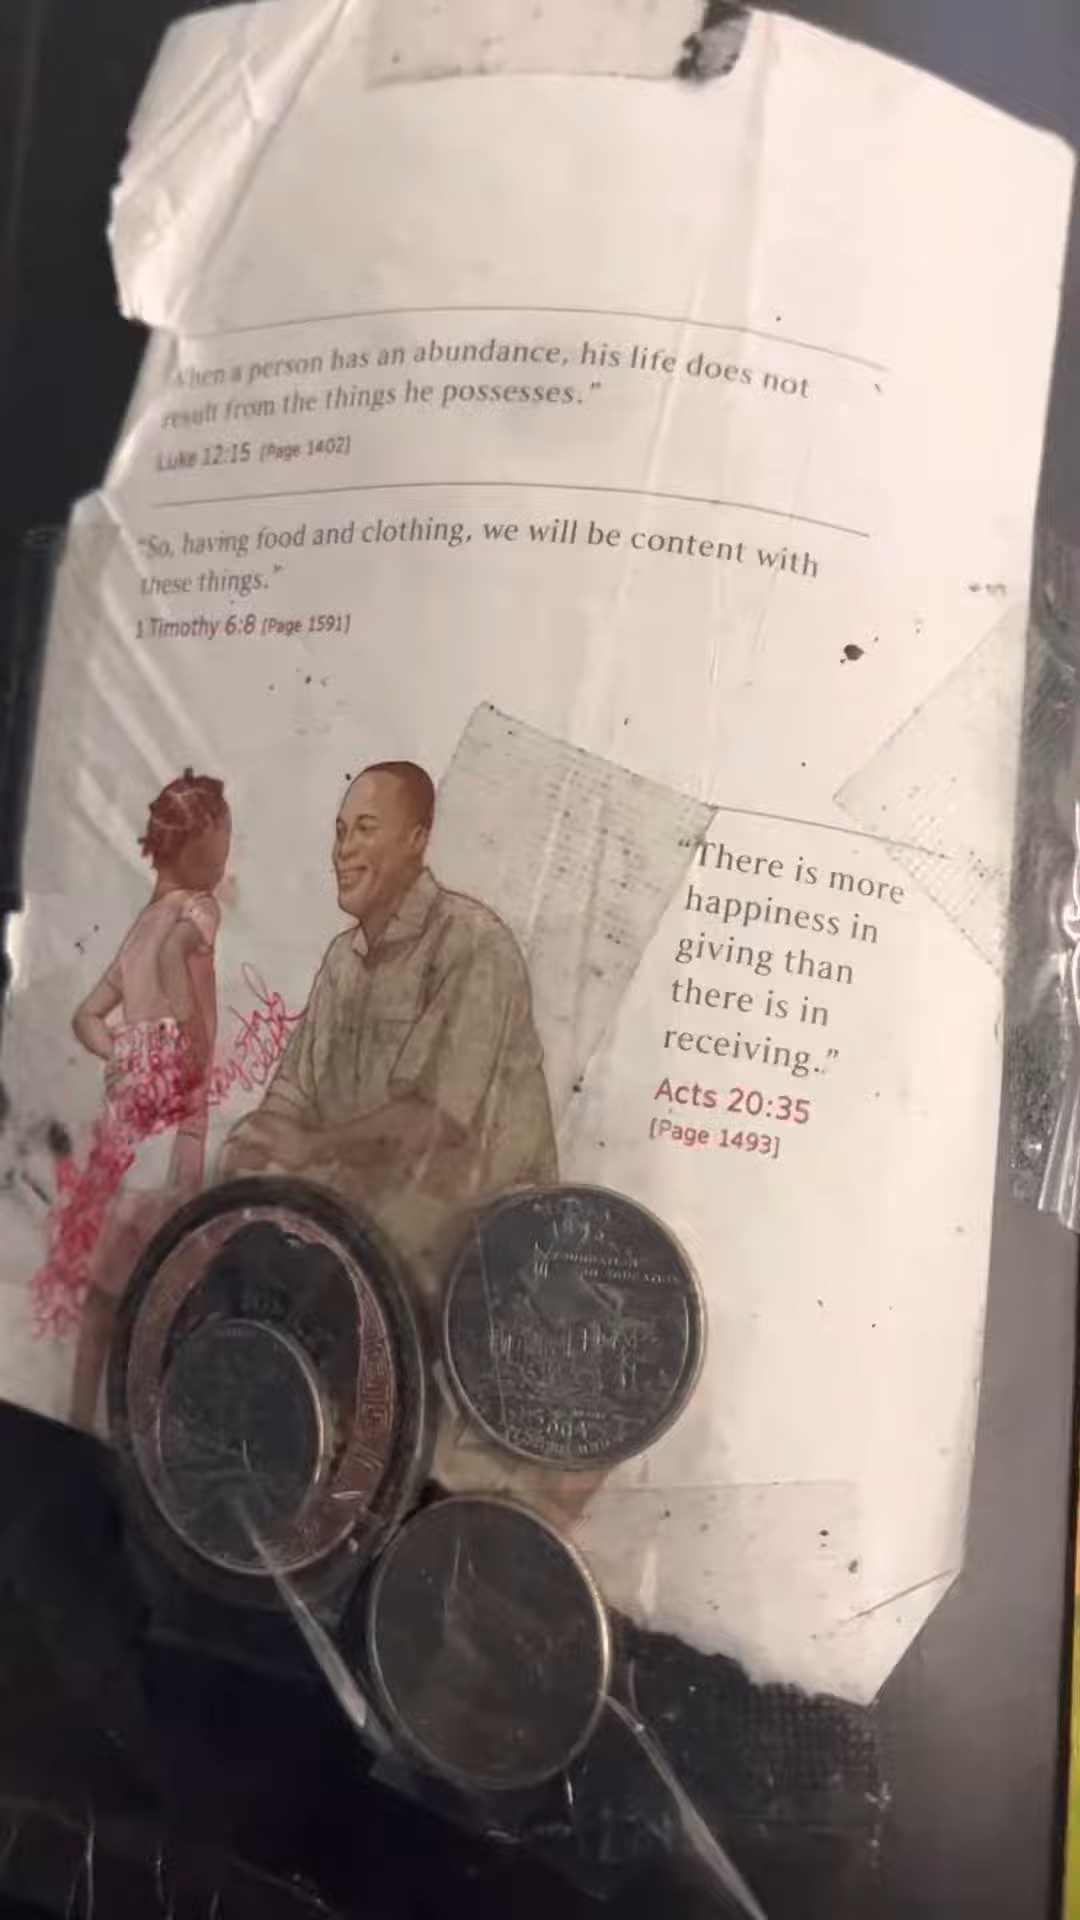 "When a person has an abundance, his life does not
result from the things he possesses."
Luke 12:15 [Page 1402]
"So, having food and clothing, we will be content with
these things."
1 Timothy 6:8 [Page 1591]
"There is more
happiness in
giving than
there is in
receiving."
Acts 20:35
[Page 1493]
FOUNDATION